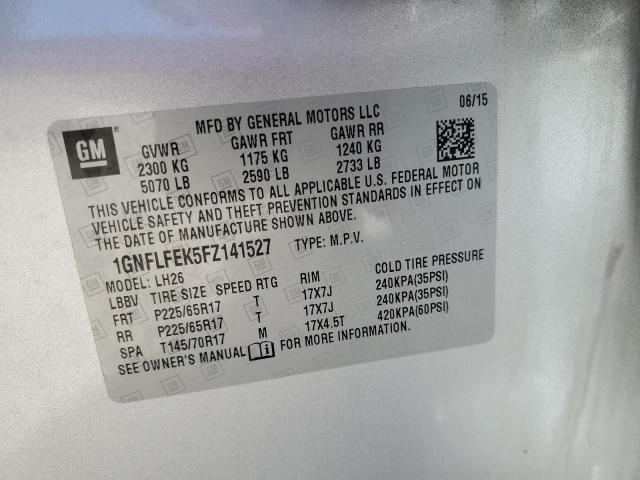 06/15
MFD BY GENERAL MOTORS LLC
GM
GVWR GAWR FRT GAWR RR
2300 KG 1175 KG 1240 KG
5070 LB 2590 LB 2733 LB
THIS VEHICLE CONFORMS TO ALL APPLICABLE U.S. FEDERAL MOTOR
VEHICLE SAFETY AND THEFT PREVENTION STANDARDS IN EFFECT ON
THE DATE OF MANUFACTURE SHOWN ABOVE.
1GNFLFEK5FZ141527 TYPE: M.P.V.
MODEL: LH26
LBBV TIRE SIZE SPEED RTG RIM COLD TIRE PRESSURE
FRT P225/65R17 T 17X7J 240KPA(35PSI)
RR P225/65R17 T 17X7J 240KPA(35PSI)
SPA T145/70R17 M 17X4.5T 420KPA(60PSI)
SEE OWNER'S MANUAL FOR MORE INFORMATION.